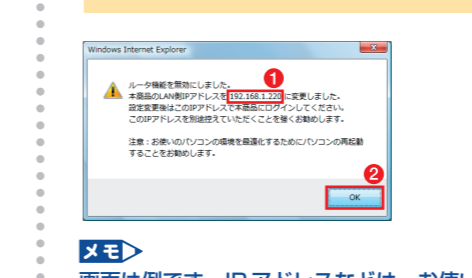 Windows Internet Explorer
ルータ機能を無効にしました。
1
本商品のLAN側IPアドレスを192.168.1.220に変更しました。
設定変更後はこのIPアドレスで本商品にログインしてください。
このIPアドレスを別途控えていただくことを強くお勧めします。
注意：お使いのパソコンの環境を最適化するためにパソコンの再起動
することをお勧めします。
2
OK
メモ
画面は例です。IPアドレスなどは、お使い